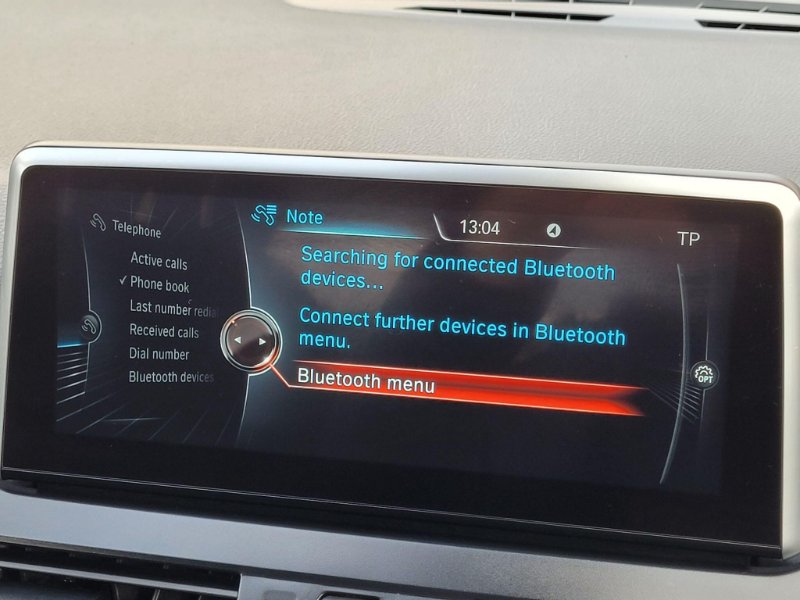 Note
13:04
TP
Telephone
Active calls
✓ Phone book
Last number redial
Received calls
Dial number
Bluetooth devices
Searching for connected Bluetooth
devices...
Connect further devices in Bluetooth
menu.
Bluetooth menu
OPT